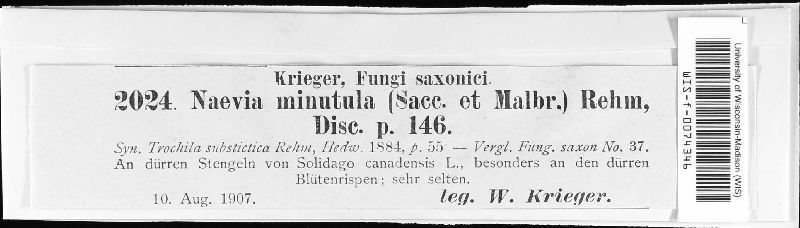 Krieger, Fungi saxonici.
2024. Naevia minutula (Sacc. et Malbr.) Rehm,
Disc. p. 146.
Syn. Trochila substictica Rehm, Hedw. 1884, p. 55 — Vergl. Fung. saxon No. 37.
An dürren Stengeln von Solidago canadensis L., besonders an den dürren
Blütenrispen; sehr selten.
10. Aug. 1907. leg. W. Krieger.
University of Wisconsin-Madison (WIS)
WIS-f-0074346